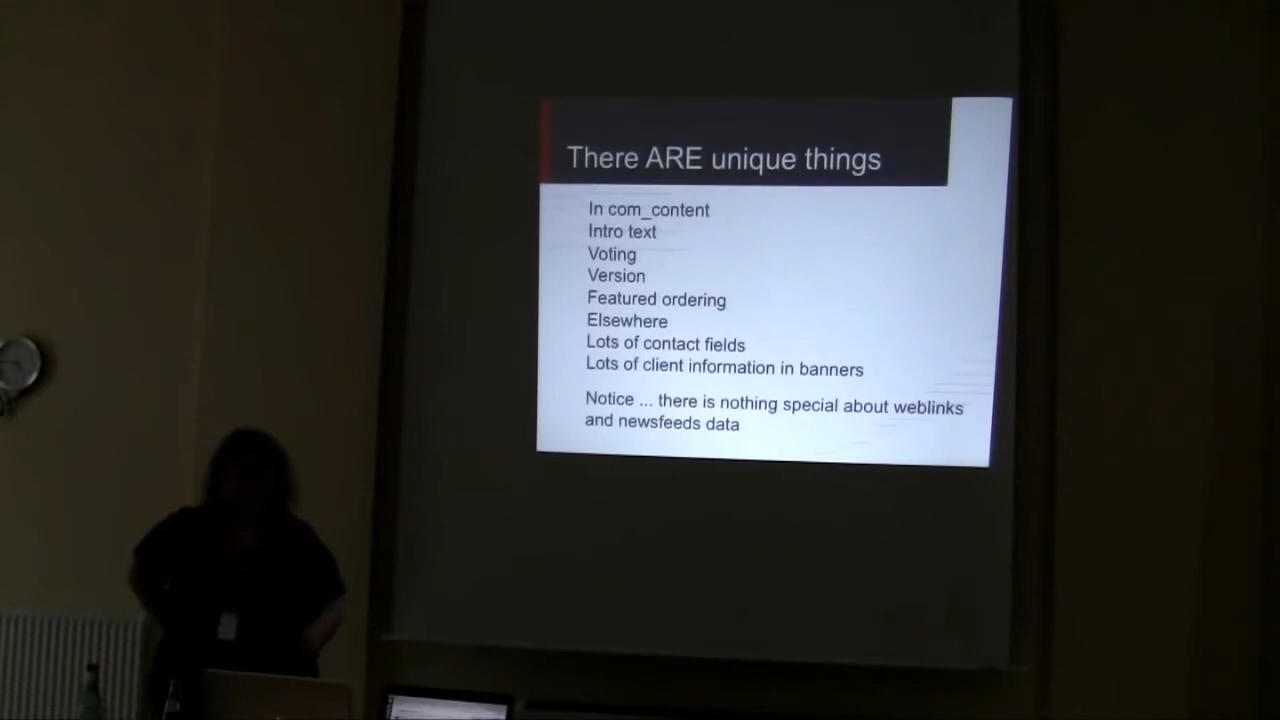 There ARE unique things
In com_content
Intro text
Voting
Version
Featured ordering
Elsewhere
Lots of contact fields
Lots of client information in banners
Notice ... there is nothing special about weblinks
and newsfeeds data